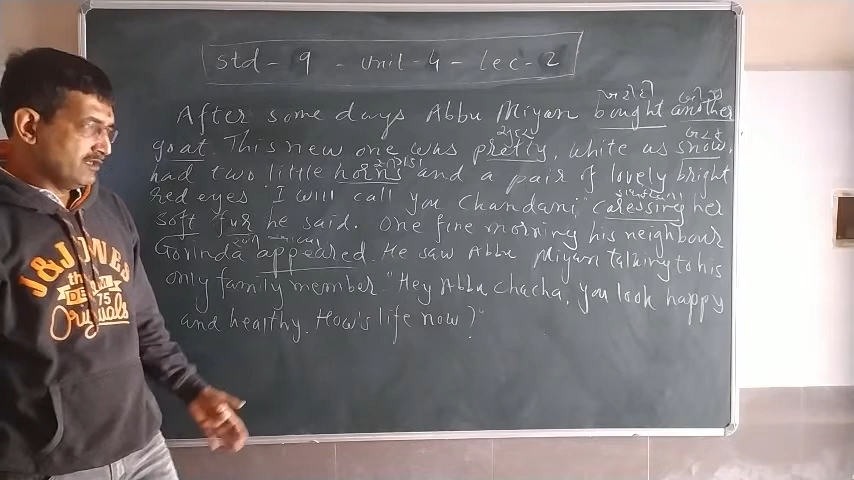 std - 9 - unit - 4 - lec - 2
After some days Abbu Miyan bought another
goat. This new one was pretty, white as snow,
had two little horns and a pair of lovely bright
red eyes "I will call you Chandani," caressing her
soft fur he said. One fine morning his neighbour
Govinda appeared. He saw Abbu Miyan talking to his
only family member. "Hey Abbu Chacha, you look happy
and healthy. How's life now?"
J&JONES
DENIM
75
Originals